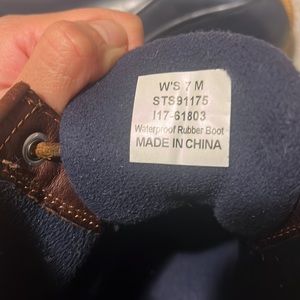 W'S 7 M
STS91175
I17-61803
Waterproof Rubber Boot
MADE IN CHINA